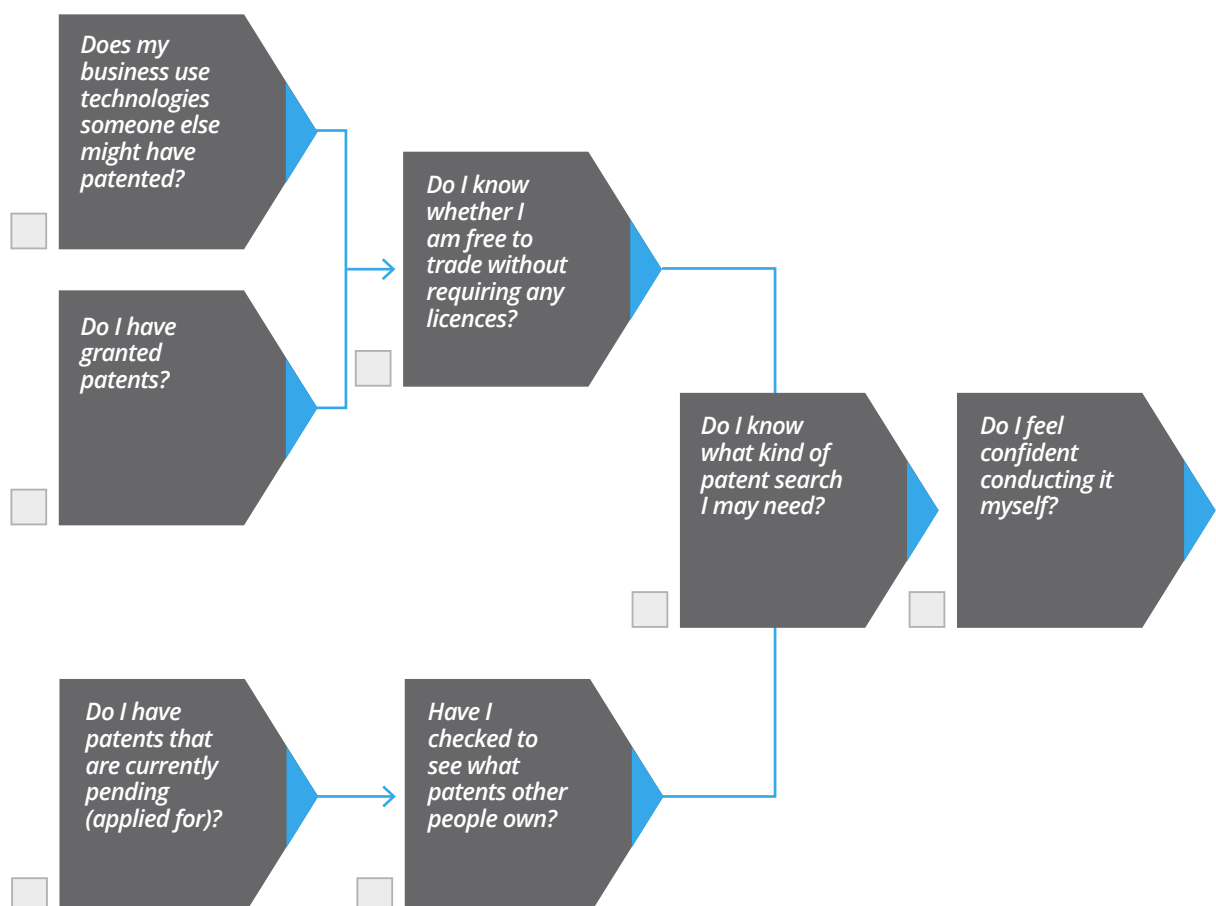 Does my
business use
technologies
someone else
might have
patented?
Do I have
granted
patents?
Do I know
whether I
am free to
trade without
requiring any
licences?
Do I know
what kind of
patent search
I may need?
Do I feel
confident
conducting it
myself?
Do I have
patents that
are currently
pending
(applied for)?
Have I
checked to
see what
patents other
people own?